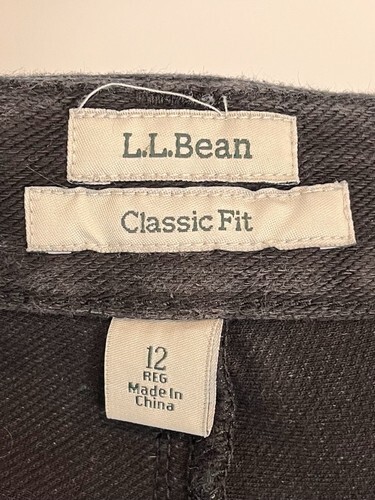 L.L.Bean
Classic Fit
12
REG
Made In
China